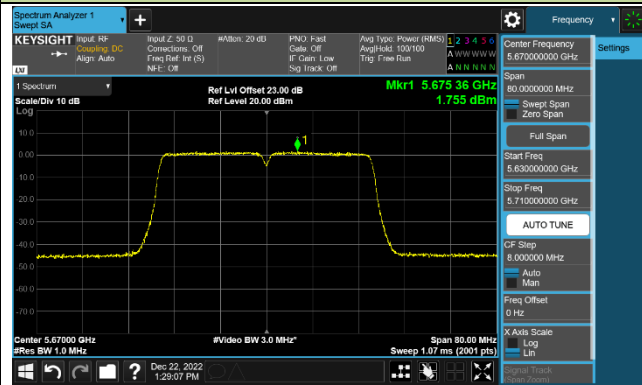 Spectrum Analyzer 1
Swept SA
+
Frequency
KEYSIGHT
Input: RF
Coupling: DC
Align: Auto
Input Z: 50 Ω
Corrections: Off
Freq Ref: Int (S)
NFE: Off
#Atten: 20 dB
PNO: Fast
Gate: Off
IF Gain: Low
Sig Track: Off
Avg Type: Power (RMS)
Avg|Hold: 100/100
Trig: Free Run
1 2 3 4 5 6
A W W W W W
A N N N N N
LXI
1 Spectrum
Scale/Div 10 dB
Log
Ref Lvl Offset 23.00 dB
Ref Level 20.00 dBm
Mkr1 5.675 36 GHz
1.755 dBm
1
10.0
0.00
-10.0
-20.0
-30.0
-40.0
-50.0
-60.0
-70.0
Center 5.67000 GHz
#Res BW 1.0 MHz
#Video BW 3.0 MHz*
Span 80.00 MHz
Sweep 1.07 ms (2001 pts)
Center Frequency
5.670000000 GHz
Span
80.0000000 MHz
Swept Span
Zero Span
Full Span
Start Freq
5.630000000 GHz
Stop Freq
5.710000000 GHz
AUTO TUNE
CF Step
8.000000 MHz
Auto
Man
Freq Offset
0 Hz
X Axis Scale
Log
Lin
Signal Track
(Span Zoom)
Settings
?
Dec 22, 2022
1:29:07 PM